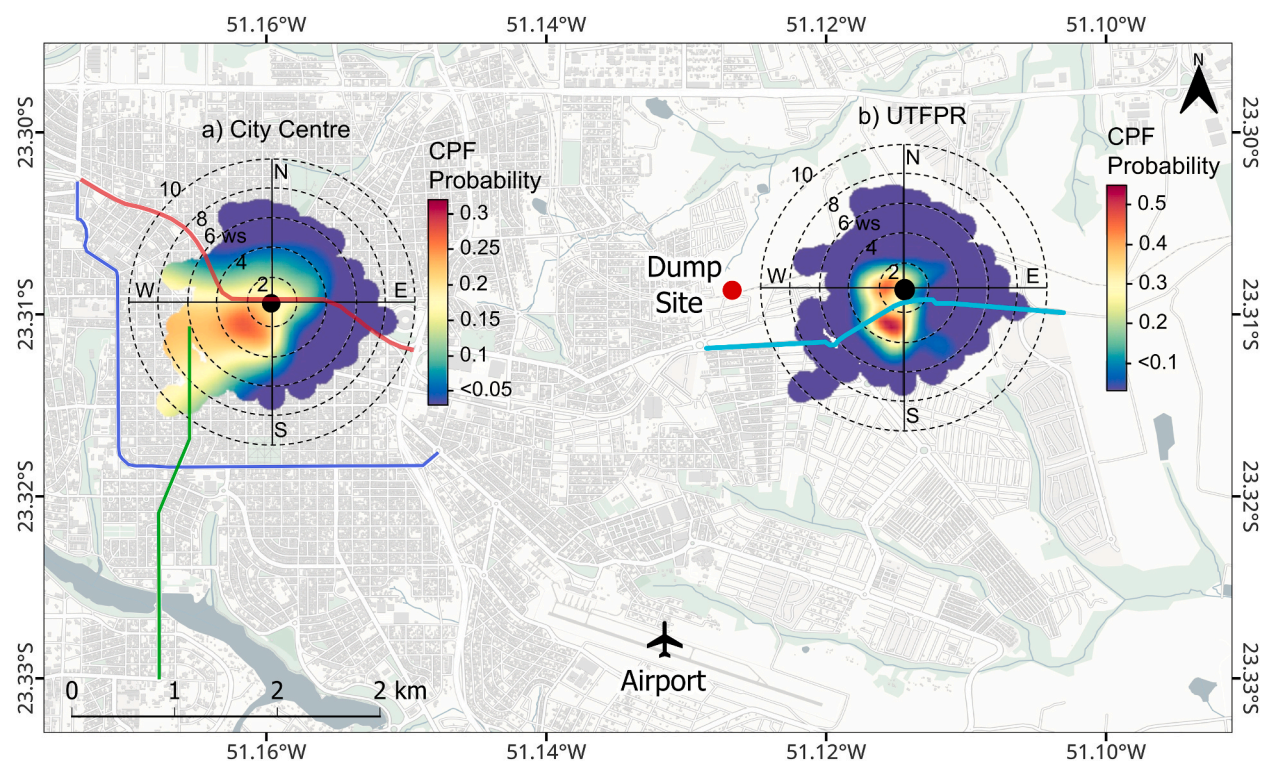 51.16°W 51.14°W 51.12°W 51.10°W
N
23.30°S
23.30°S
a) City Centre
CPF
Probability
N
10
8
6 ws
4
2
W
E
S
0.3
0.25
0.2
0.15
0.1
<0.05
b) UTFPR
CPF
Probability
N
10
8
6 ws
4
2
W
E
S
0.5
0.4
0.3
0.2
<0.1
Dump
Site
23.31°S
23.31°S
23.32°S
23.32°S
Airport
23.33°S
23.33°S
0 1 2 2 km
51.16°W 51.14°W 51.12°W 51.10°W